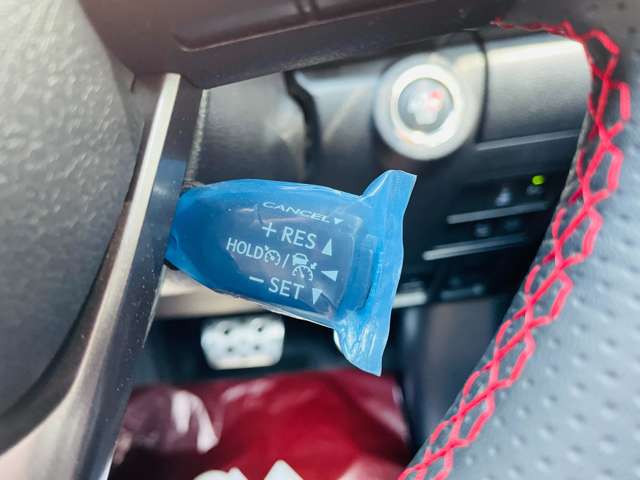 CANCEL▼
+ RES ▲
HOLD / ◀
− SET ▼